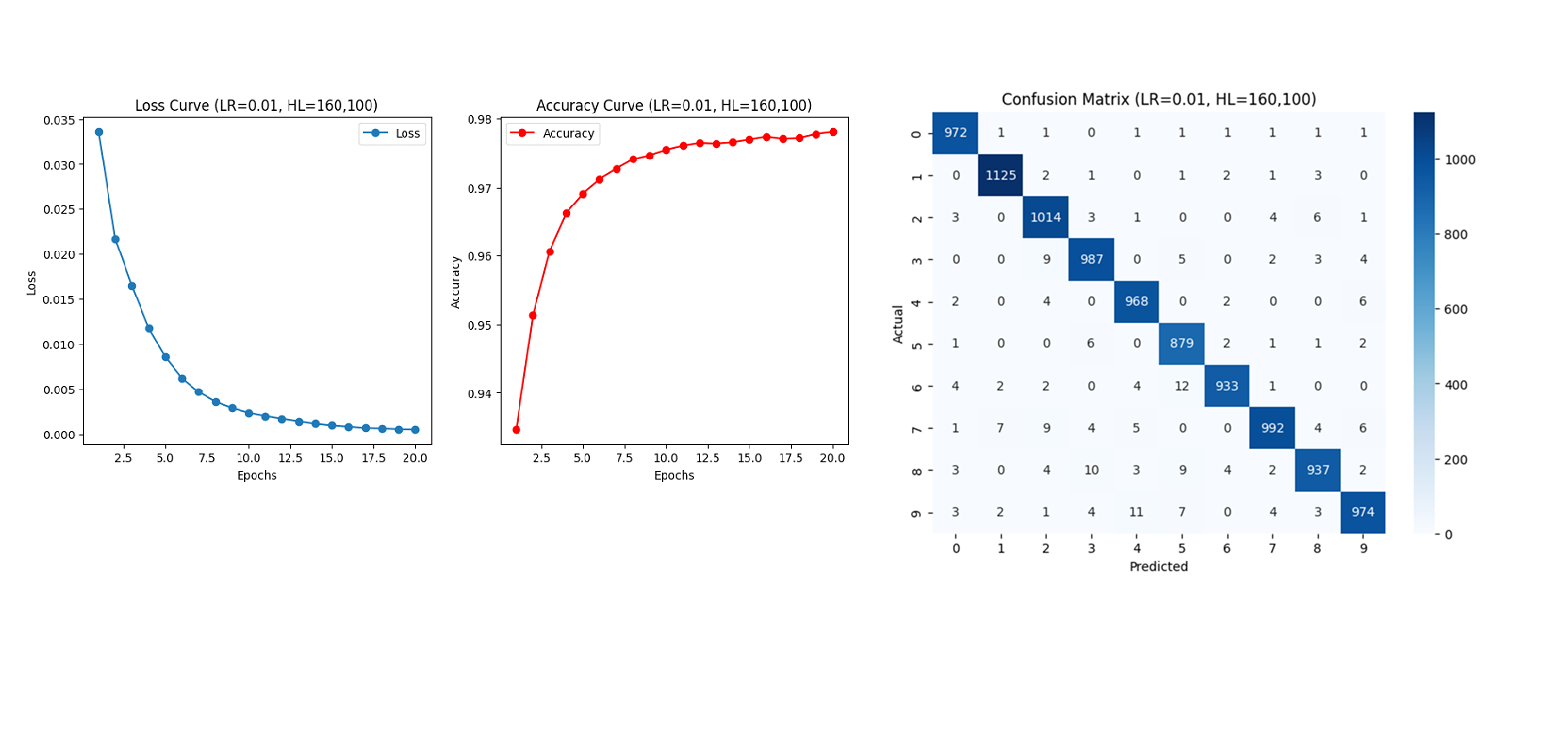 Loss Curve (LR=0.01, HL=160,100)
Loss
0.035
0.030
0.025
0.020
0.015
0.010
0.005
0.000
Loss
2.5 5.0 7.5 10.0 12.5 15.0 17.5 20.0
Epochs
Accuracy Curve (LR=0.01, HL=160,100)
Accuracy
0.98
0.97
0.96
0.95
0.94
Accuracy
2.5 5.0 7.5 10.0 12.5 15.0 17.5 20.0
Epochs
Confusion Matrix (LR=0.01, HL=160,100)
0 972 1 1 0 1 1 1 1 1 1
1 0 1125 2 1 0 1 2 1 3 0
2 3 0 1014 3 1 0 0 4 6 1
3 0 0 9 987 0 5 0 2 3 4
4 2 0 4 0 968 0 2 0 0 6
5 1 0 0 6 0 879 2 1 1 2
6 4 2 2 0 4 12 933 1 0 0
7 1 7 9 4 5 0 0 992 4 6
8 3 0 4 10 3 9 4 2 937 2
9 3 2 1 4 11 7 0 4 3 974
0 1 2 3 4 5 6 7 8 9
Actual
Predicted
1000
800
600
400
200
0